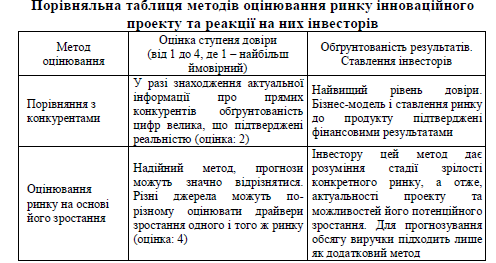 Порівняльна таблиця методів оцінювання ринку інноваційного
проекту та реакції на них інвесторів
Метод
оцінювання
Оцінка ступеня довіри
(від 1 до 4, де 1 – найбільш
ймовірний)
Обґрунтованість результатів.
Ставлення інвесторів
Порівняння з
конкурентами
У разі знаходження актуальної
інформації про прямих
конкурентів обґрунтованість
цифр велика, що підтверджені
реальністю (оцінка: 2)
Найвищий рівень довіри.
Бізнес-модель і ставлення ринку
до продукту підтверджені
фінансовими результатами
Оцінювання
ринку на основі
його зростання
Надійний метод, прогнози
можуть значно відрізнятися.
Різні джерела можуть по-
різному оцінювати драйвери
зростання одного і того ж ринку
(оцінка: 4)
Інвестору цей метод дає
розуміння стадії зрілості
конкретного ринку, а отже,
актуальності проекту та
можливостей його потенційного
зростання. Для прогнозування
обсягу виручки підходить лише
як додатковий метод